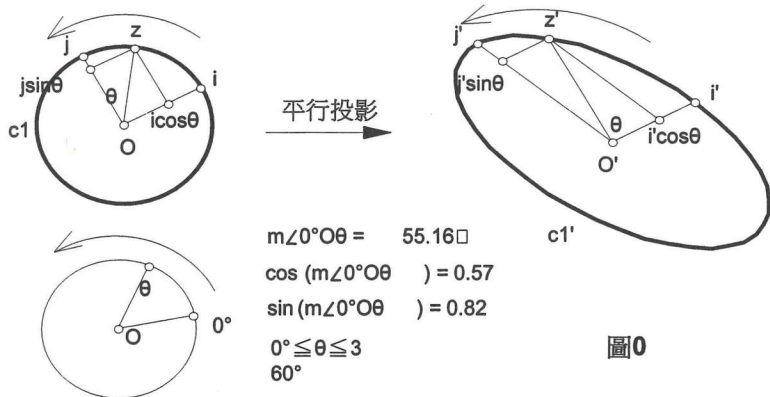 j
z
jsinθ
θ
i
icosθ
c1
O
平行投影
j'
z'
j'sinθ
i'
θ
i'cosθ
O'
c1'
θ
0°
O
m∠0°Oθ = 55.16□
cos (m∠0°Oθ ) = 0.57
sin (m∠0°Oθ ) = 0.82
0° ≦ θ ≦ 3
60°
圖0